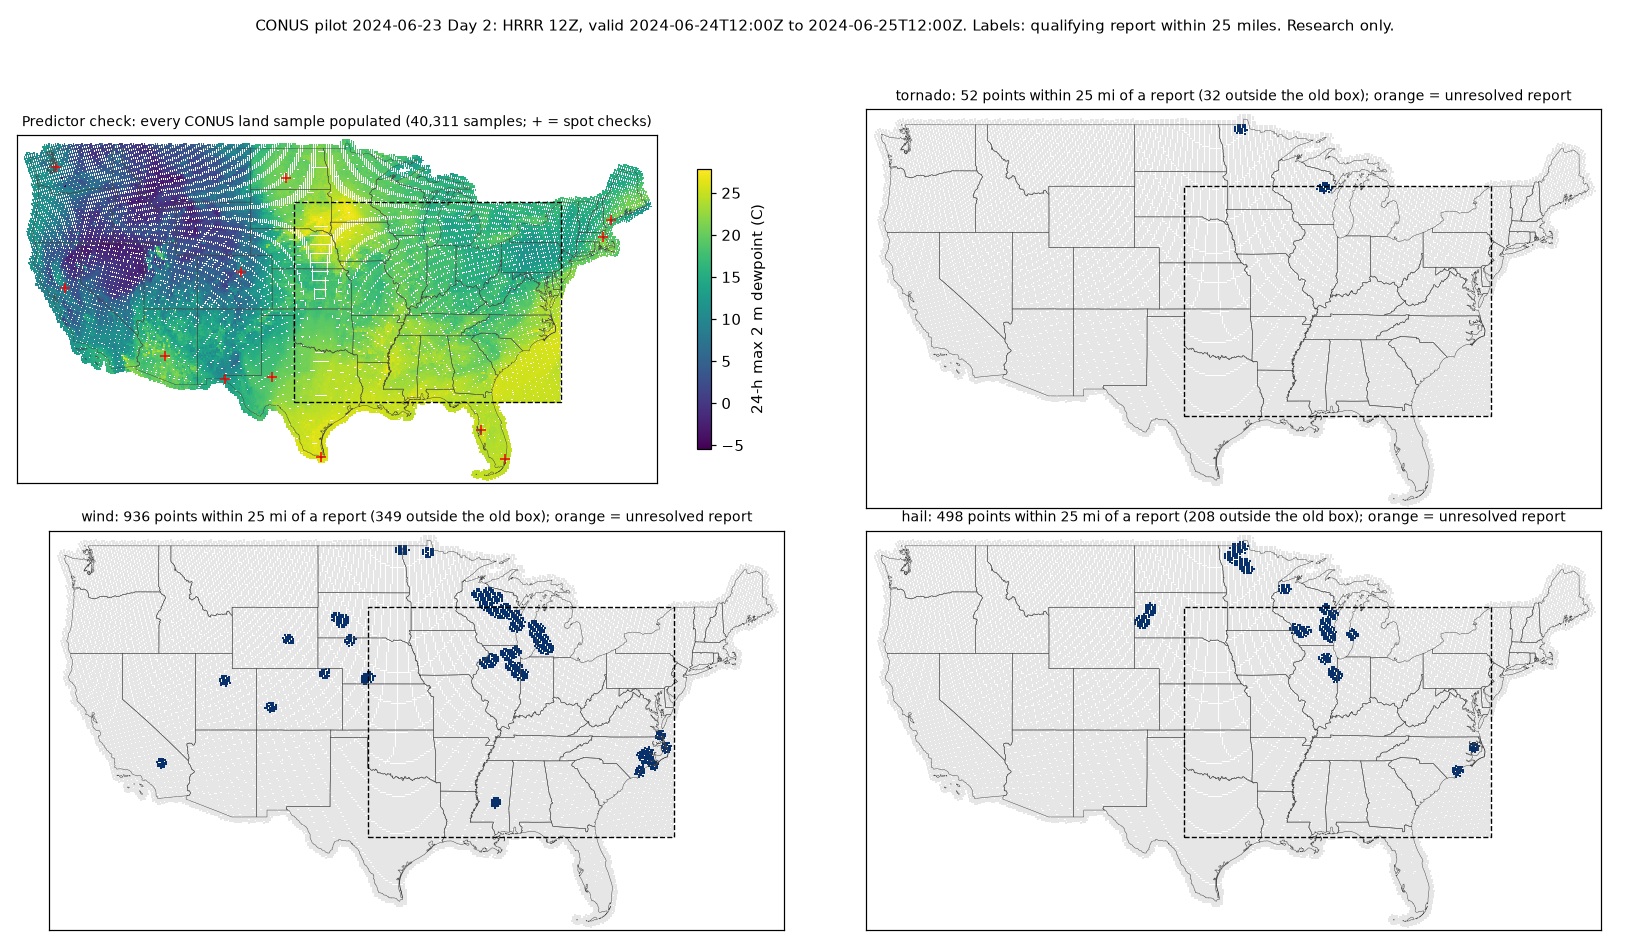 CONUS pilot 2024-06-23 Day 2: HRRR 12Z, valid 2024-06-24T12:00Z to 2024-06-25T12:00Z. Labels: qualifying report within 25 miles. Research only.
Predictor check: every CONUS land sample populated (40,311 samples; + = spot checks)
25
20
15
10
5
0
−5
24-h max 2 m dewpoint (C)
tornado: 52 points within 25 mi of a report (32 outside the old box); orange = unresolved report
wind: 936 points within 25 mi of a report (349 outside the old box); orange = unresolved report
hail: 498 points within 25 mi of a report (208 outside the old box); orange = unresolved report